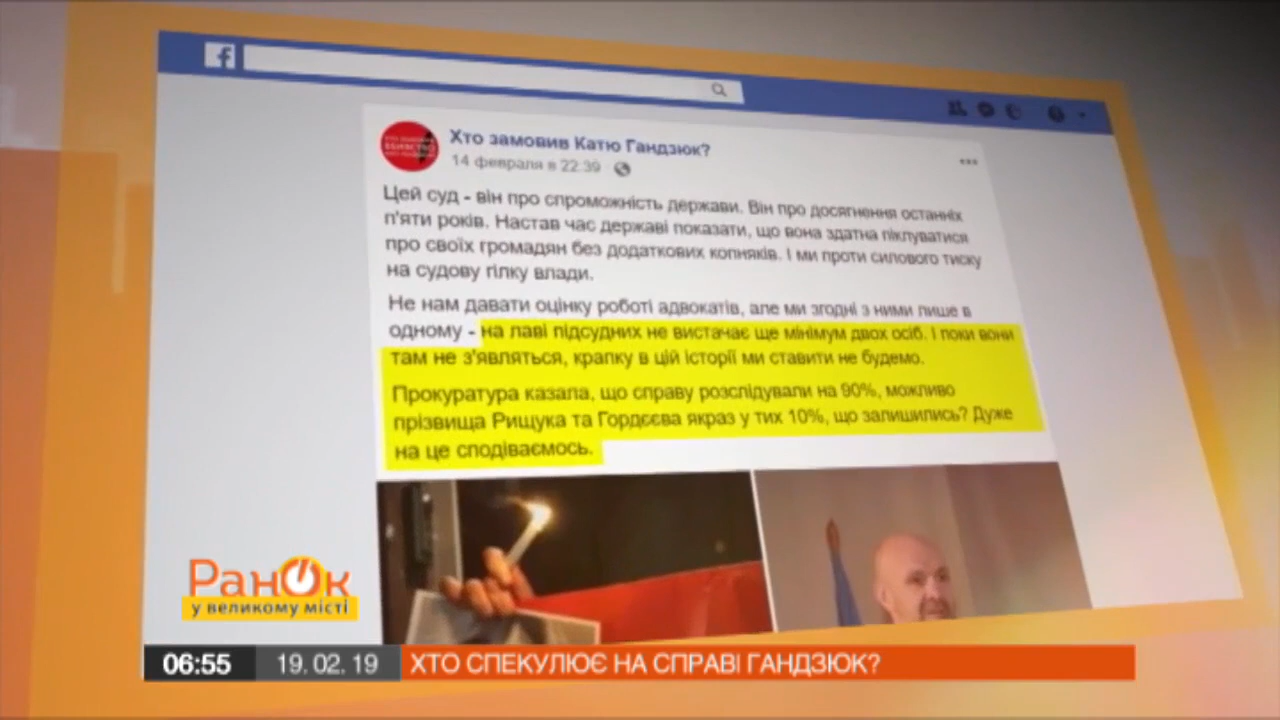 Хто замовив Катю Гандзюк?
14 февраля в 22:39
Цей суд - він про спроможність держави. Він про досягнення останніх
п'яти років. Настав час державі показати, що вона здатна піклуватися
про своїх громадян без додаткових копняків. І ми проти силового тиску
на судову гілку влади.
Не нам давати оцінку роботі адвокатів, але ми згодні з ними лише в
одному - на лаві підсудних не вистачає ще мінімум двох осіб. І поки вони
там не з'являться, крапку в цій історії ми ставити не будемо.
Прокуратура казала, що справу розслідували на 90%, можливо
прізвища Рищука та Гордєєва якраз у тих 10%, що залишились? Дуже
на це сподіваємось.
Ранок
у великому місті
06:55 19. 02. 19 ХТО СПЕКУЛЮЄ НА СПРАВІ ГАНДЗЮК?